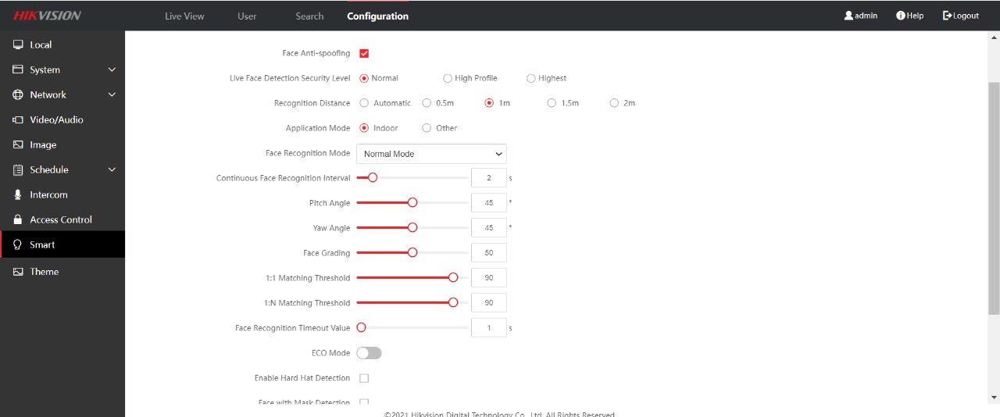 HIKVISION Live View User Search Configuration admin Help Logout
Local
System
Network
Video/Audio
Image
Schedule
Intercom
Access Control
Smart
Theme
Face Anti-spoofing
Live Face Detection Security Level Normal High Profile Highest
Recognition Distance Automatic 0.5m 1m 1.5m 2m
Application Mode Indoor Other
Face Recognition Mode Normal Mode
Continuous Face Recognition Interval 2 s
Pitch Angle 45 °
Yaw Angle 45 °
Face Grading 50
1:1 Matching Threshold 90
1:N Matching Threshold 90
Face Recognition Timeout Value 1 s
ECO Mode
Enable Hard Hat Detection
Face with Mask Detection
©2021 Hikvision Digital Technology Co., Ltd. All Rights Reserved.